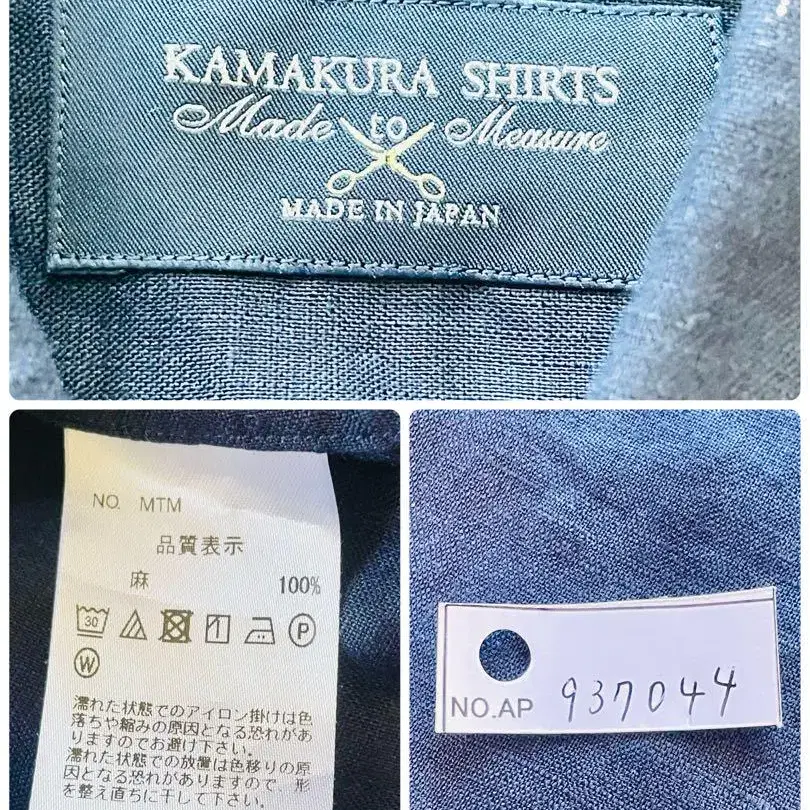 KAMAKURA SHIRTS
Made to Measure
MADE IN JAPAN
NO. MTM
品質表示
麻 100%
30
P
W
濡れた状態でのアイロン掛けは色
落ちや縮みの原因となる恐れがあ
りますのでお避け下さい。
濡れた状態での放置は色移りの原
因となる恐れがありますので、形
を整え直ちに干して下さい。
NO.AP 937044